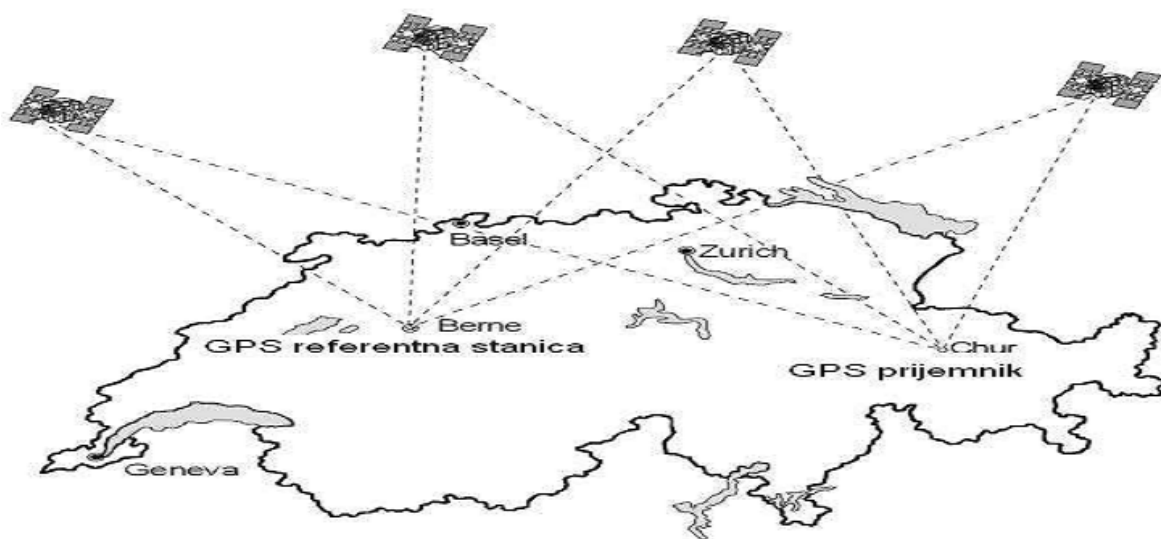 Basel
Zurich
Berne
GPS referentna stanica
Chur
GPS prijemnik
Geneva